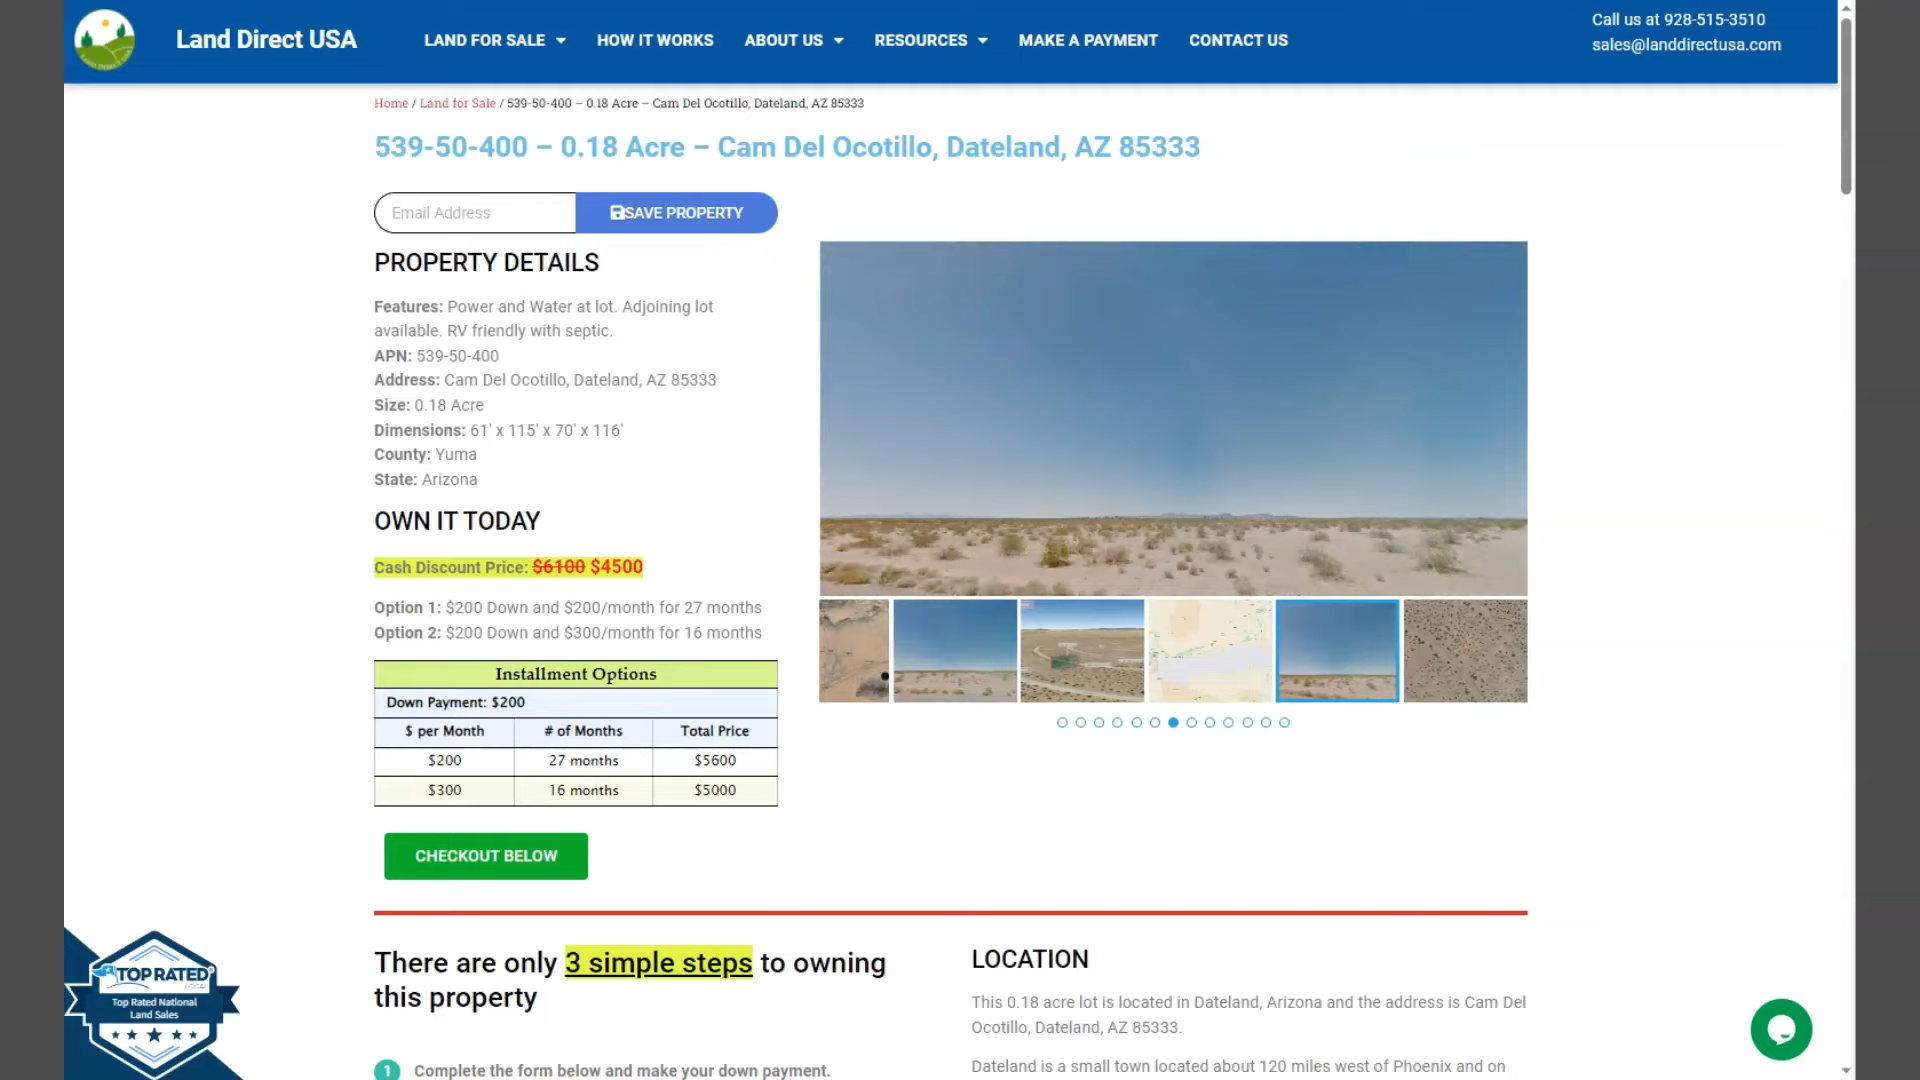 Land Direct USA
LAND FOR SALE
HOW IT WORKS
ABOUT US
RESOURCES
MAKE A PAYMENT
CONTACT US
Call us at 928-515-3510
sales@landdirectusa.com
Home / Land for Sale / 539-50-400 – 0.18 Acre – Cam Del Ocotillo, Dateland, AZ 85333
539-50-400 – 0.18 Acre – Cam Del Ocotillo, Dateland, AZ 85333
Email Address
SAVE PROPERTY
PROPERTY DETAILS
Features: Power and Water at lot. Adjoining lot
available. RV friendly with septic.
APN: 539-50-400
Address: Cam Del Ocotillo, Dateland, AZ 85333
Size: 0.18 Acre
Dimensions: 61' x 115' x 70' x 116'
County: Yuma
State: Arizona
OWN IT TODAY
Cash Discount Price: $6100 $4500
Option 1: $200 Down and $200/month for 27 months
Option 2: $200 Down and $300/month for 16 months
Installment Options
Down Payment: $200
$ per Month # of Months Total Price
$200 27 months $5600
$300 16 months $5000
CHECKOUT BELOW
There are only 3 simple steps to owning
this property
1 Complete the form below and make your down payment.
LOCATION
This 0.18 acre lot is located in Dateland, Arizona and the address is Cam Del
Ocotillo, Dateland, AZ 85333.
Dateland is a small town located about 120 miles west of Phoenix and on
TOP RATED
LOCAL
Top Rated National
Land Sales